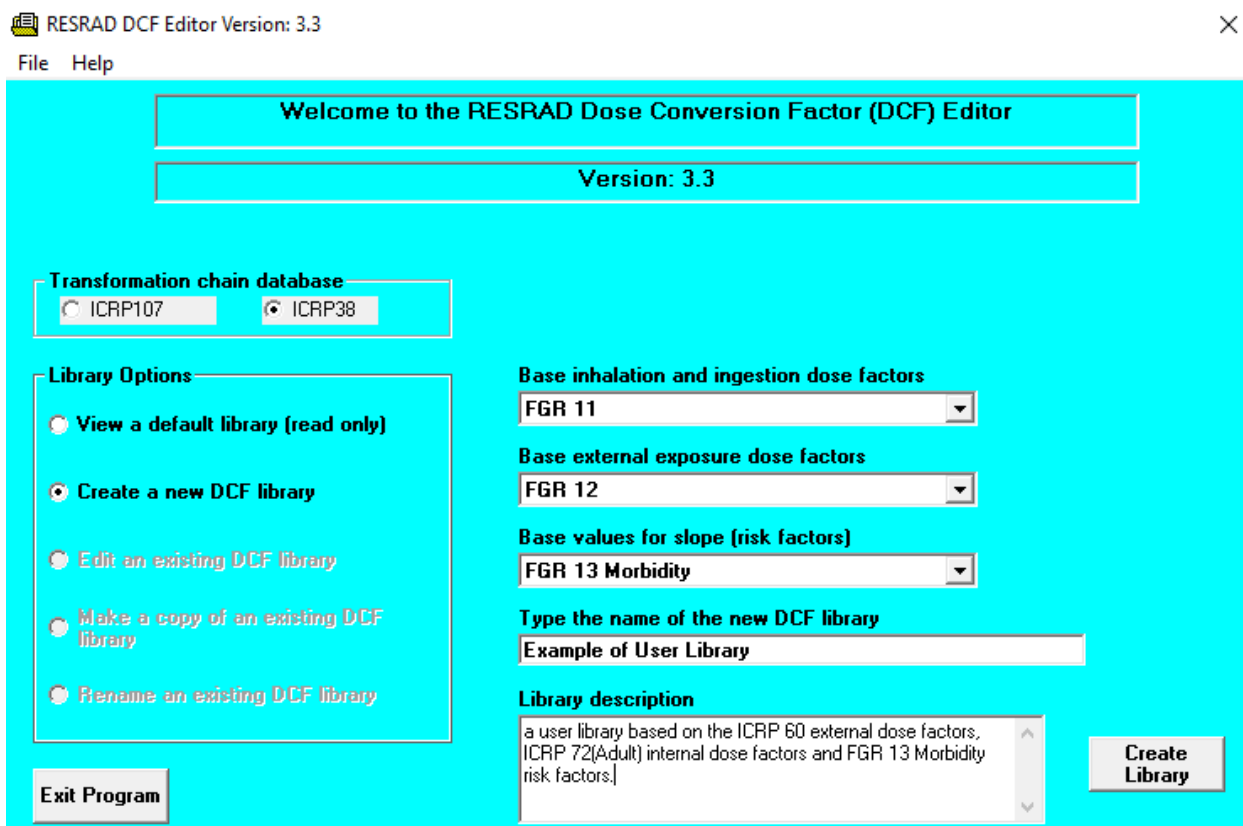 RESRAD DCF Editor Version: 3.3
File Help
Welcome to the RESRAD Dose Conversion Factor (DCF) Editor
Version: 3.3
Transformation chain database
ICRP107 ICRP38
Library Options
View a default library (read only)
Create a new DCF library
Edit an existing DCF library
Make a copy of an existing DCF
library
Rename an existing DCF library
Exit Program
Base inhalation and ingestion dose factors
FGR 11
Base external exposure dose factors
FGR 12
Base values for slope (risk factors)
FGR 13 Morbidity
Type the name of the new DCF library
Example of User Library
Library description
a user library based on the ICRP 60 external dose factors,
ICRP 72(Adult) internal dose factors and FGR 13 Morbidity
risk factors.
Create
Library